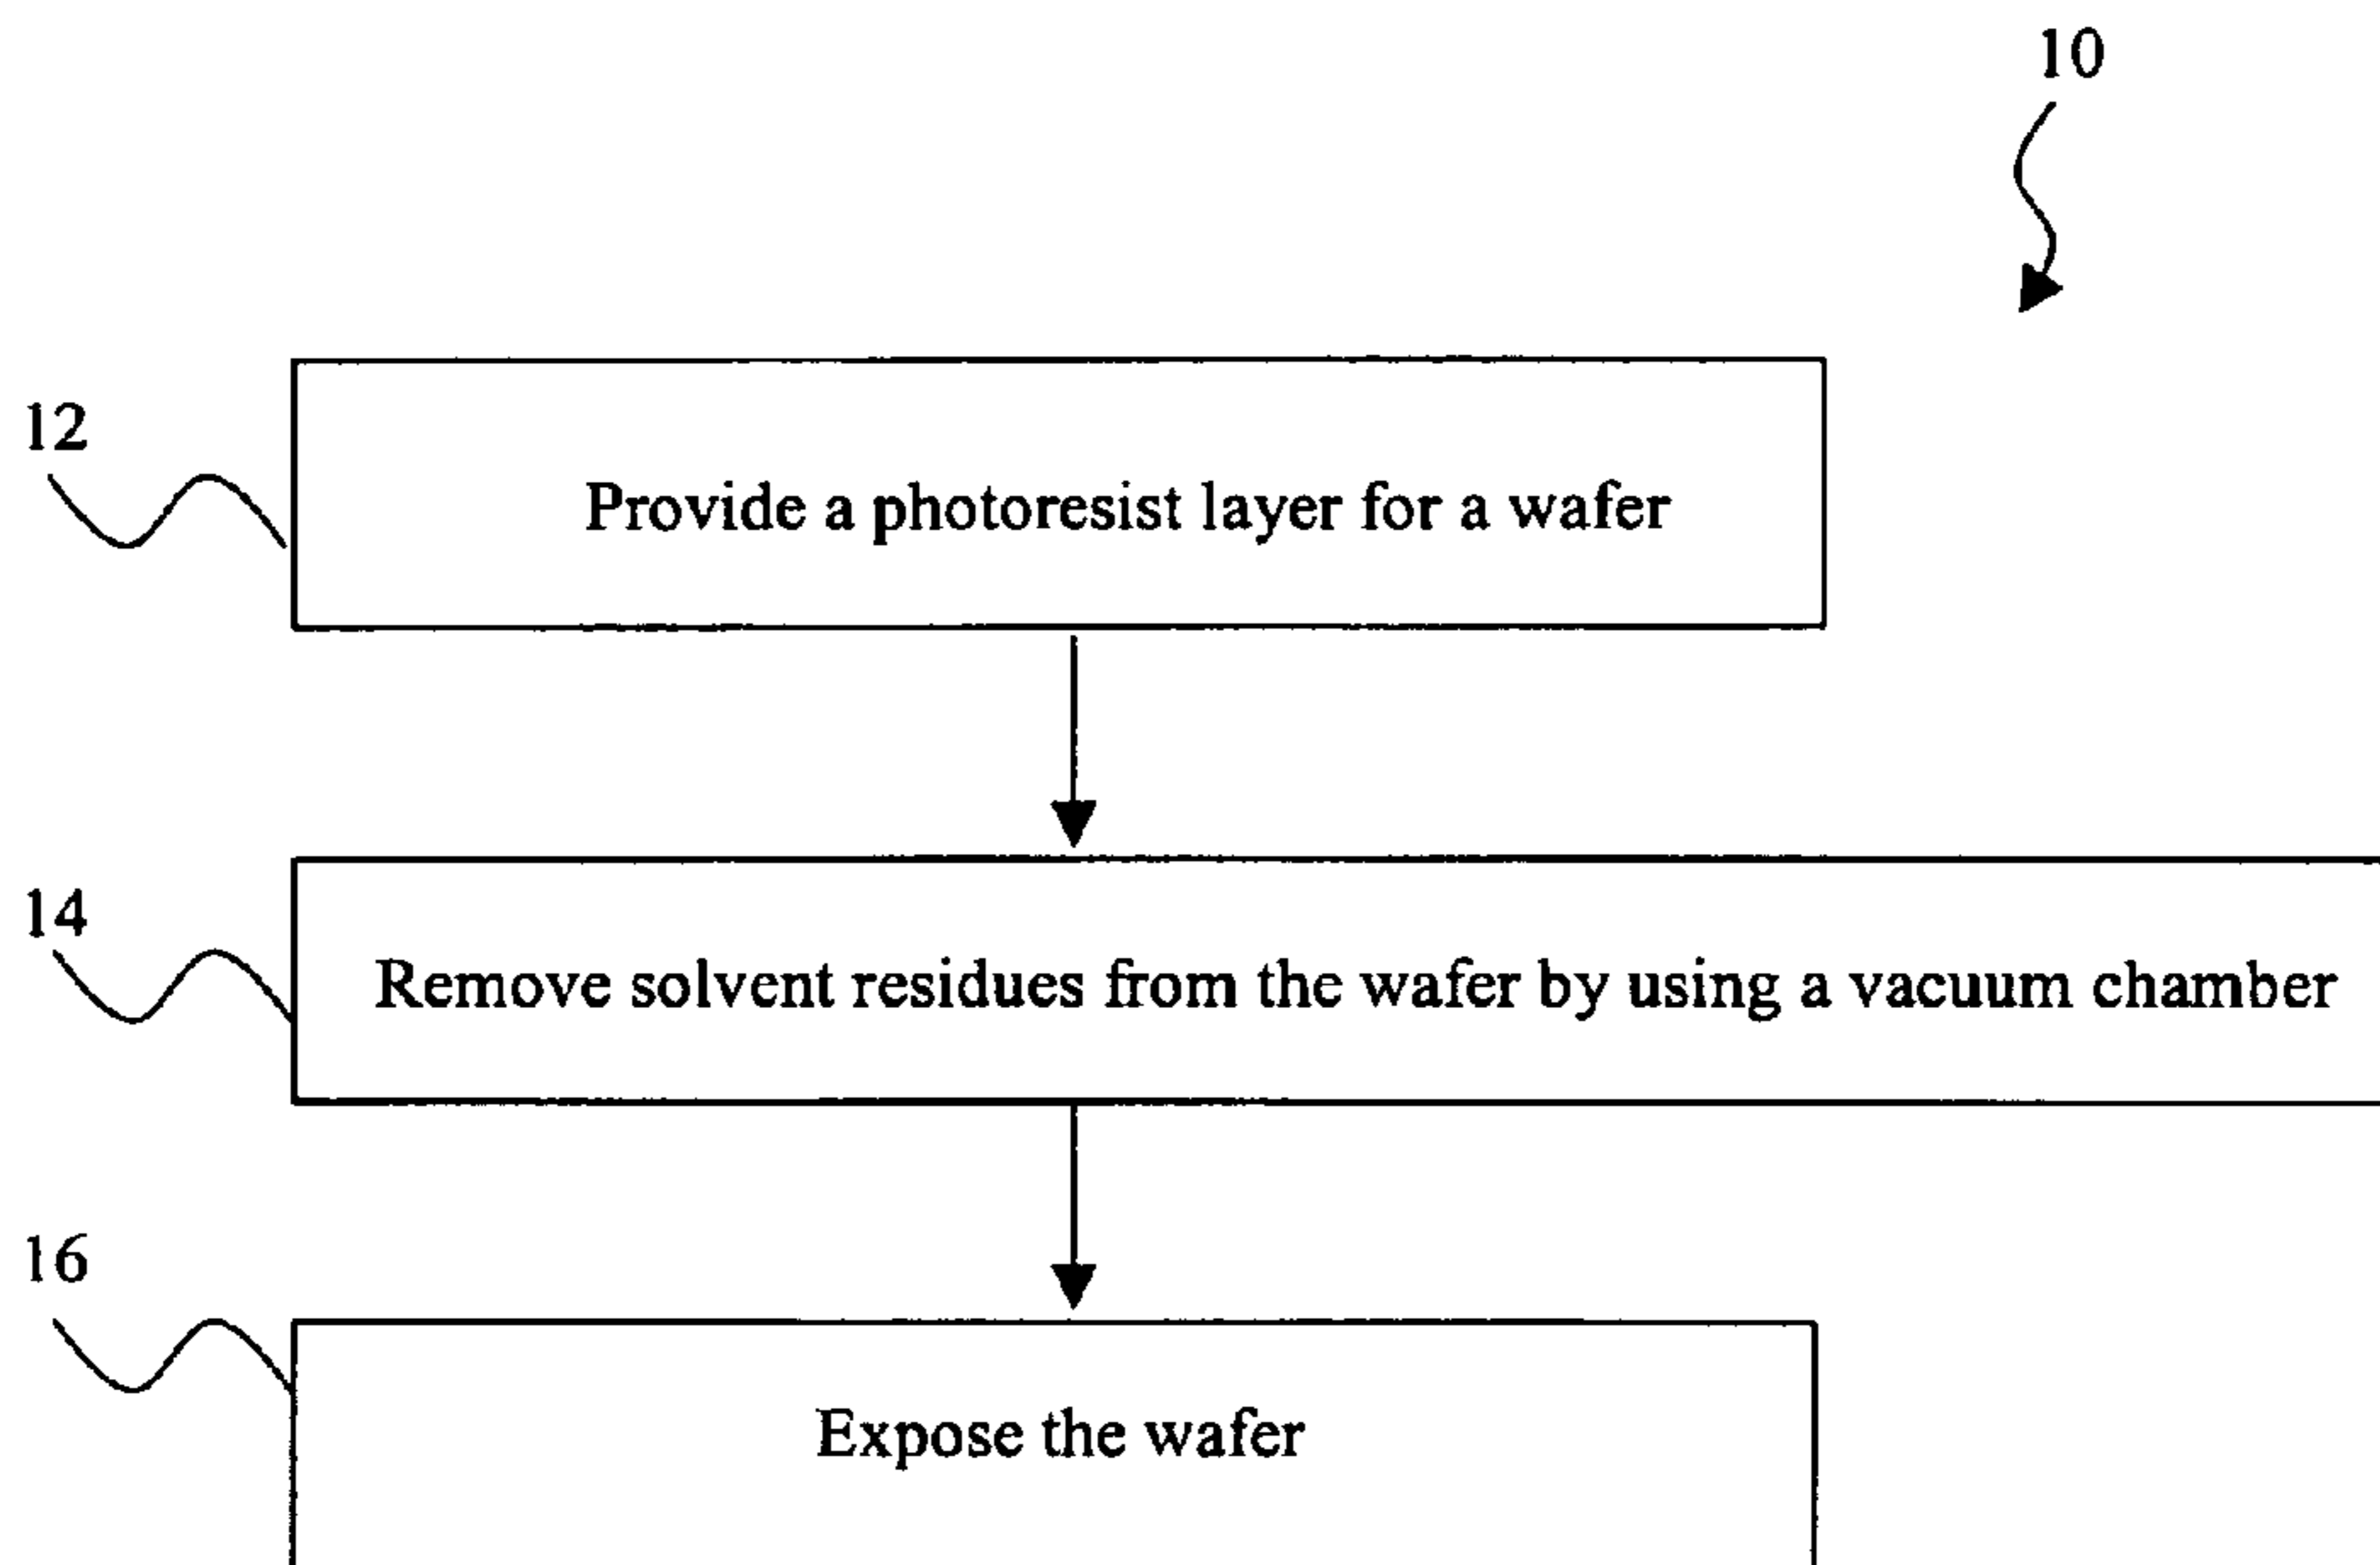 10
12
Provide a photoresist layer for a wafer
14
Remove solvent residues from the wafer by using a vacuum chamber
16
Expose the wafer